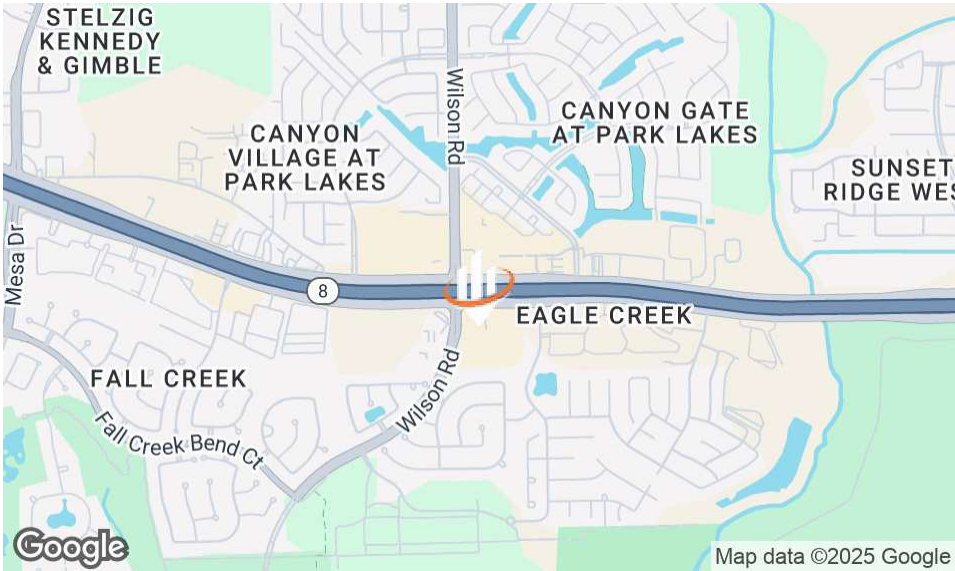 STELZIG
KENNEDY
& GIMBLE
Wilson Rd
CANYON GATE
AT PARK LAKES
CANYON
VILLAGE AT
PARK LAKES
SUNSET
RIDGE WES
Mesa Dr
8
EAGLE CREEK
FALL CREEK
Wilson Rd
Fall Creek Bend Ct
Google
Map data ©2025 Google